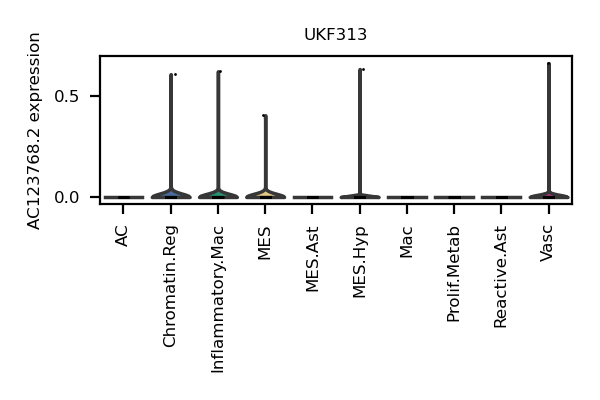 UKF313
AC123768.2 expression
0.5
0.0
AC
Chromatin.Reg
Inflammatory.Mac
MES
MES.Ast
MES.Hyp
Mac
Prolif.Metab
Reactive.Ast
Vasc